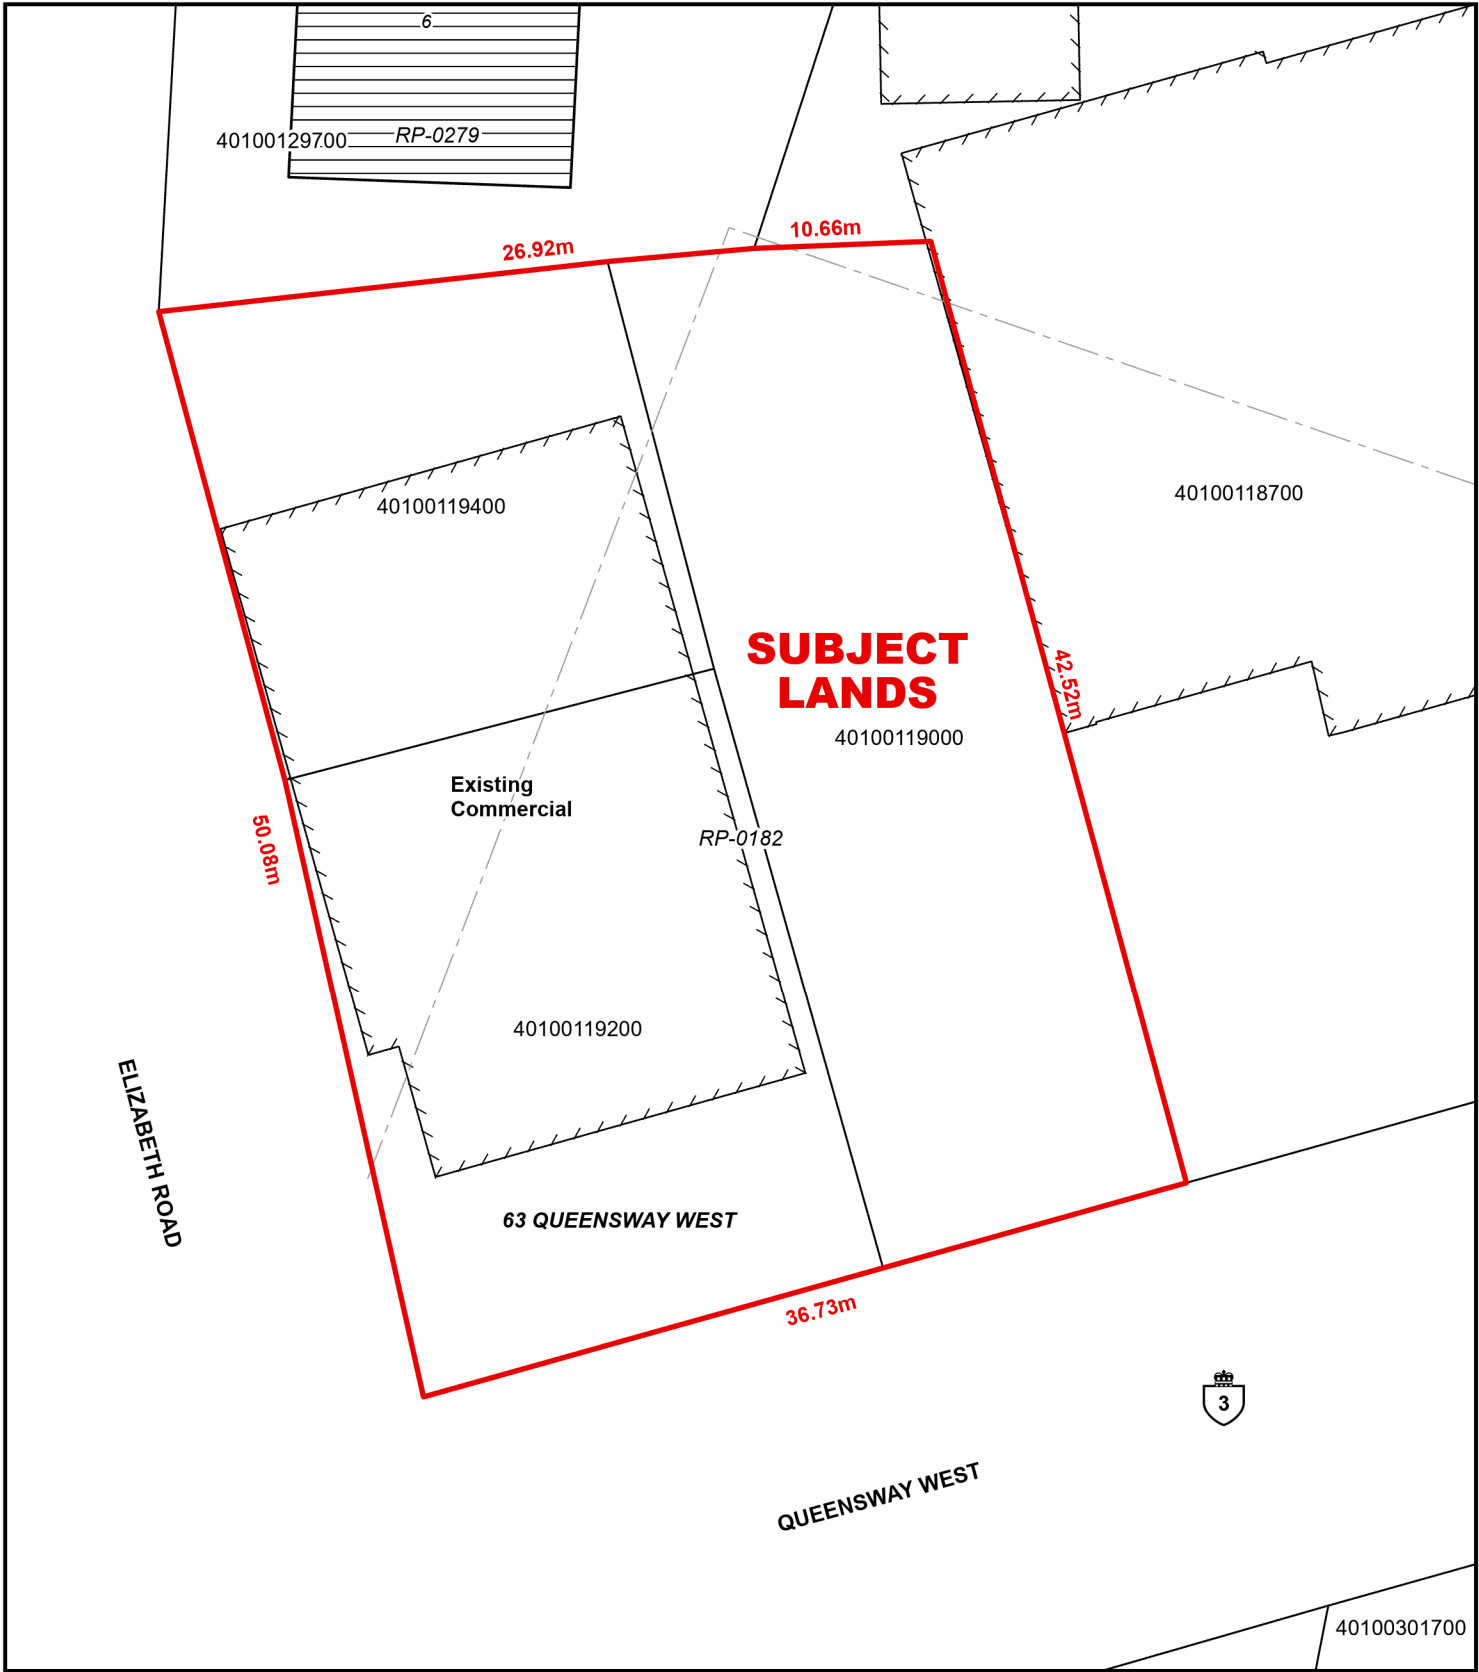 6
40100129700
RP-0279
26.92m
10.66m
40100119400
40100118700
SUBJECT
LANDS
42.52m
40100119000
Existing
Commercial
50.08m
RP-0182
40100119200
ELIZABETH ROAD
63 QUEENSWAY WEST
36.73m
3
QUEENSWAY WEST
40100301700